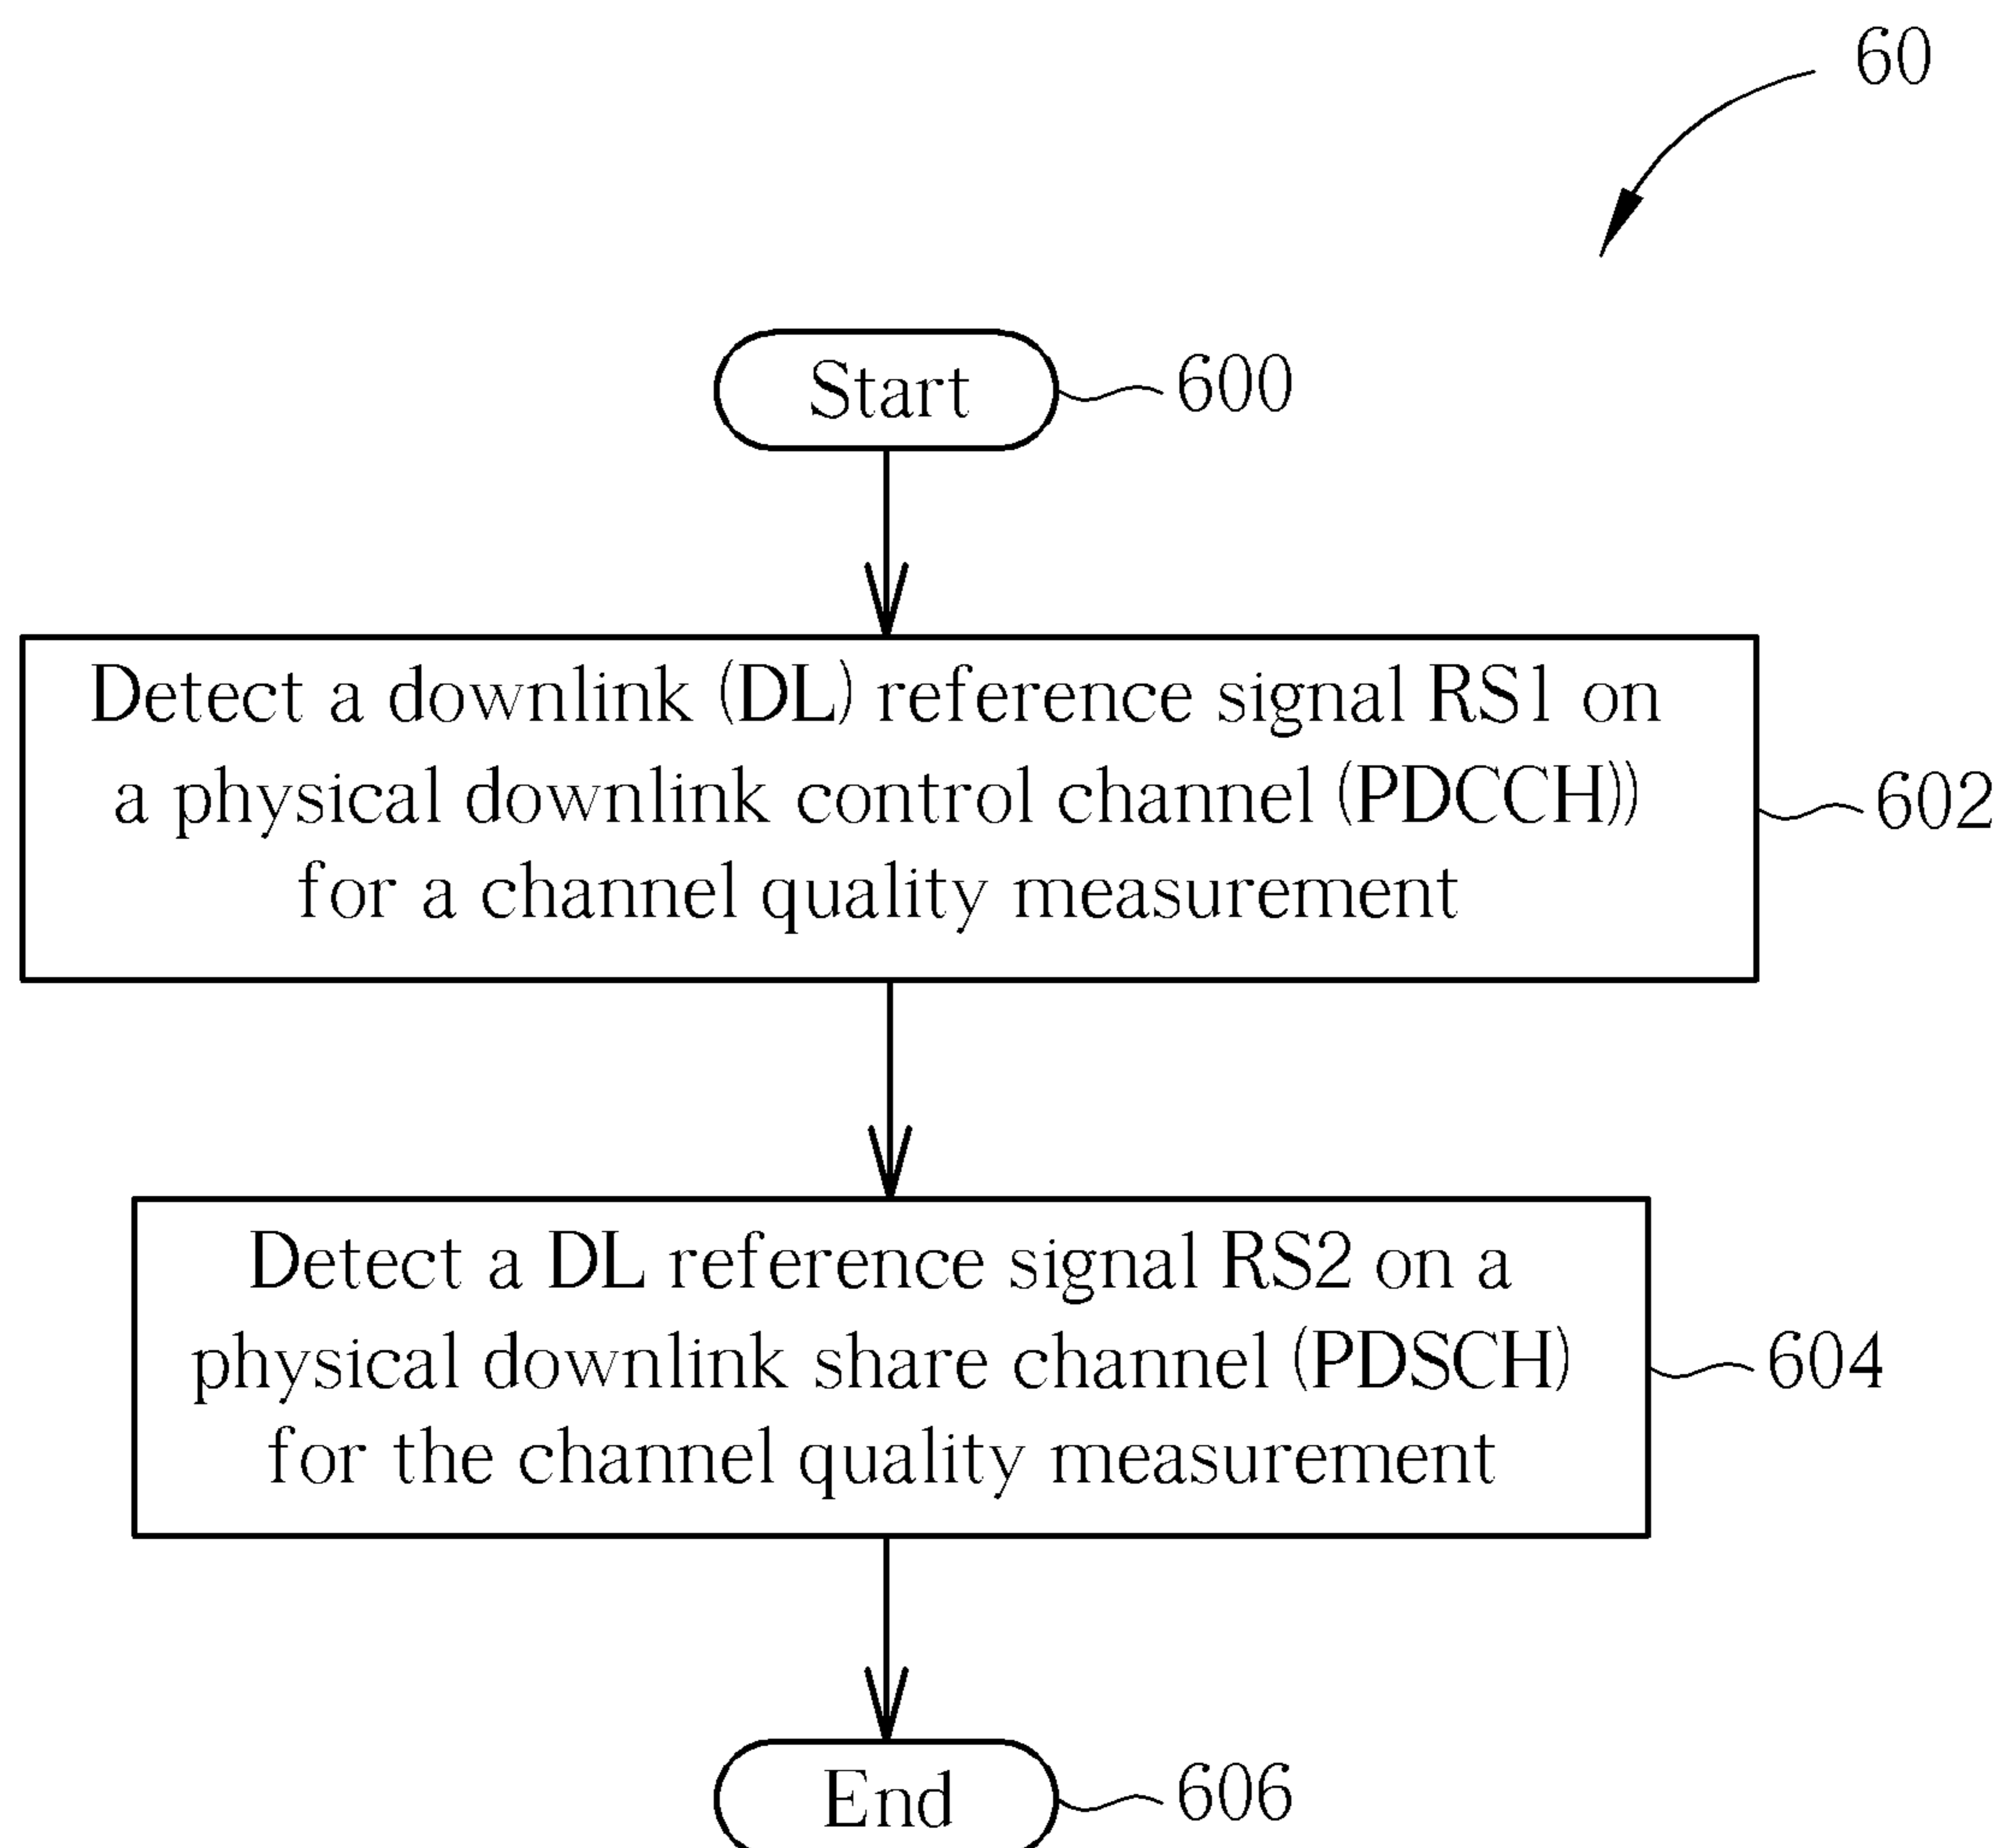 60
Start
600
Detect a downlink (DL) reference signal RS1 on
a physical downlink control channel (PDCCH))
for a channel quality measurement
602
Detect a DL reference signal RS2 on a
physical downlink share channel (PDSCH)
for the channel quality measurement
604
End
606